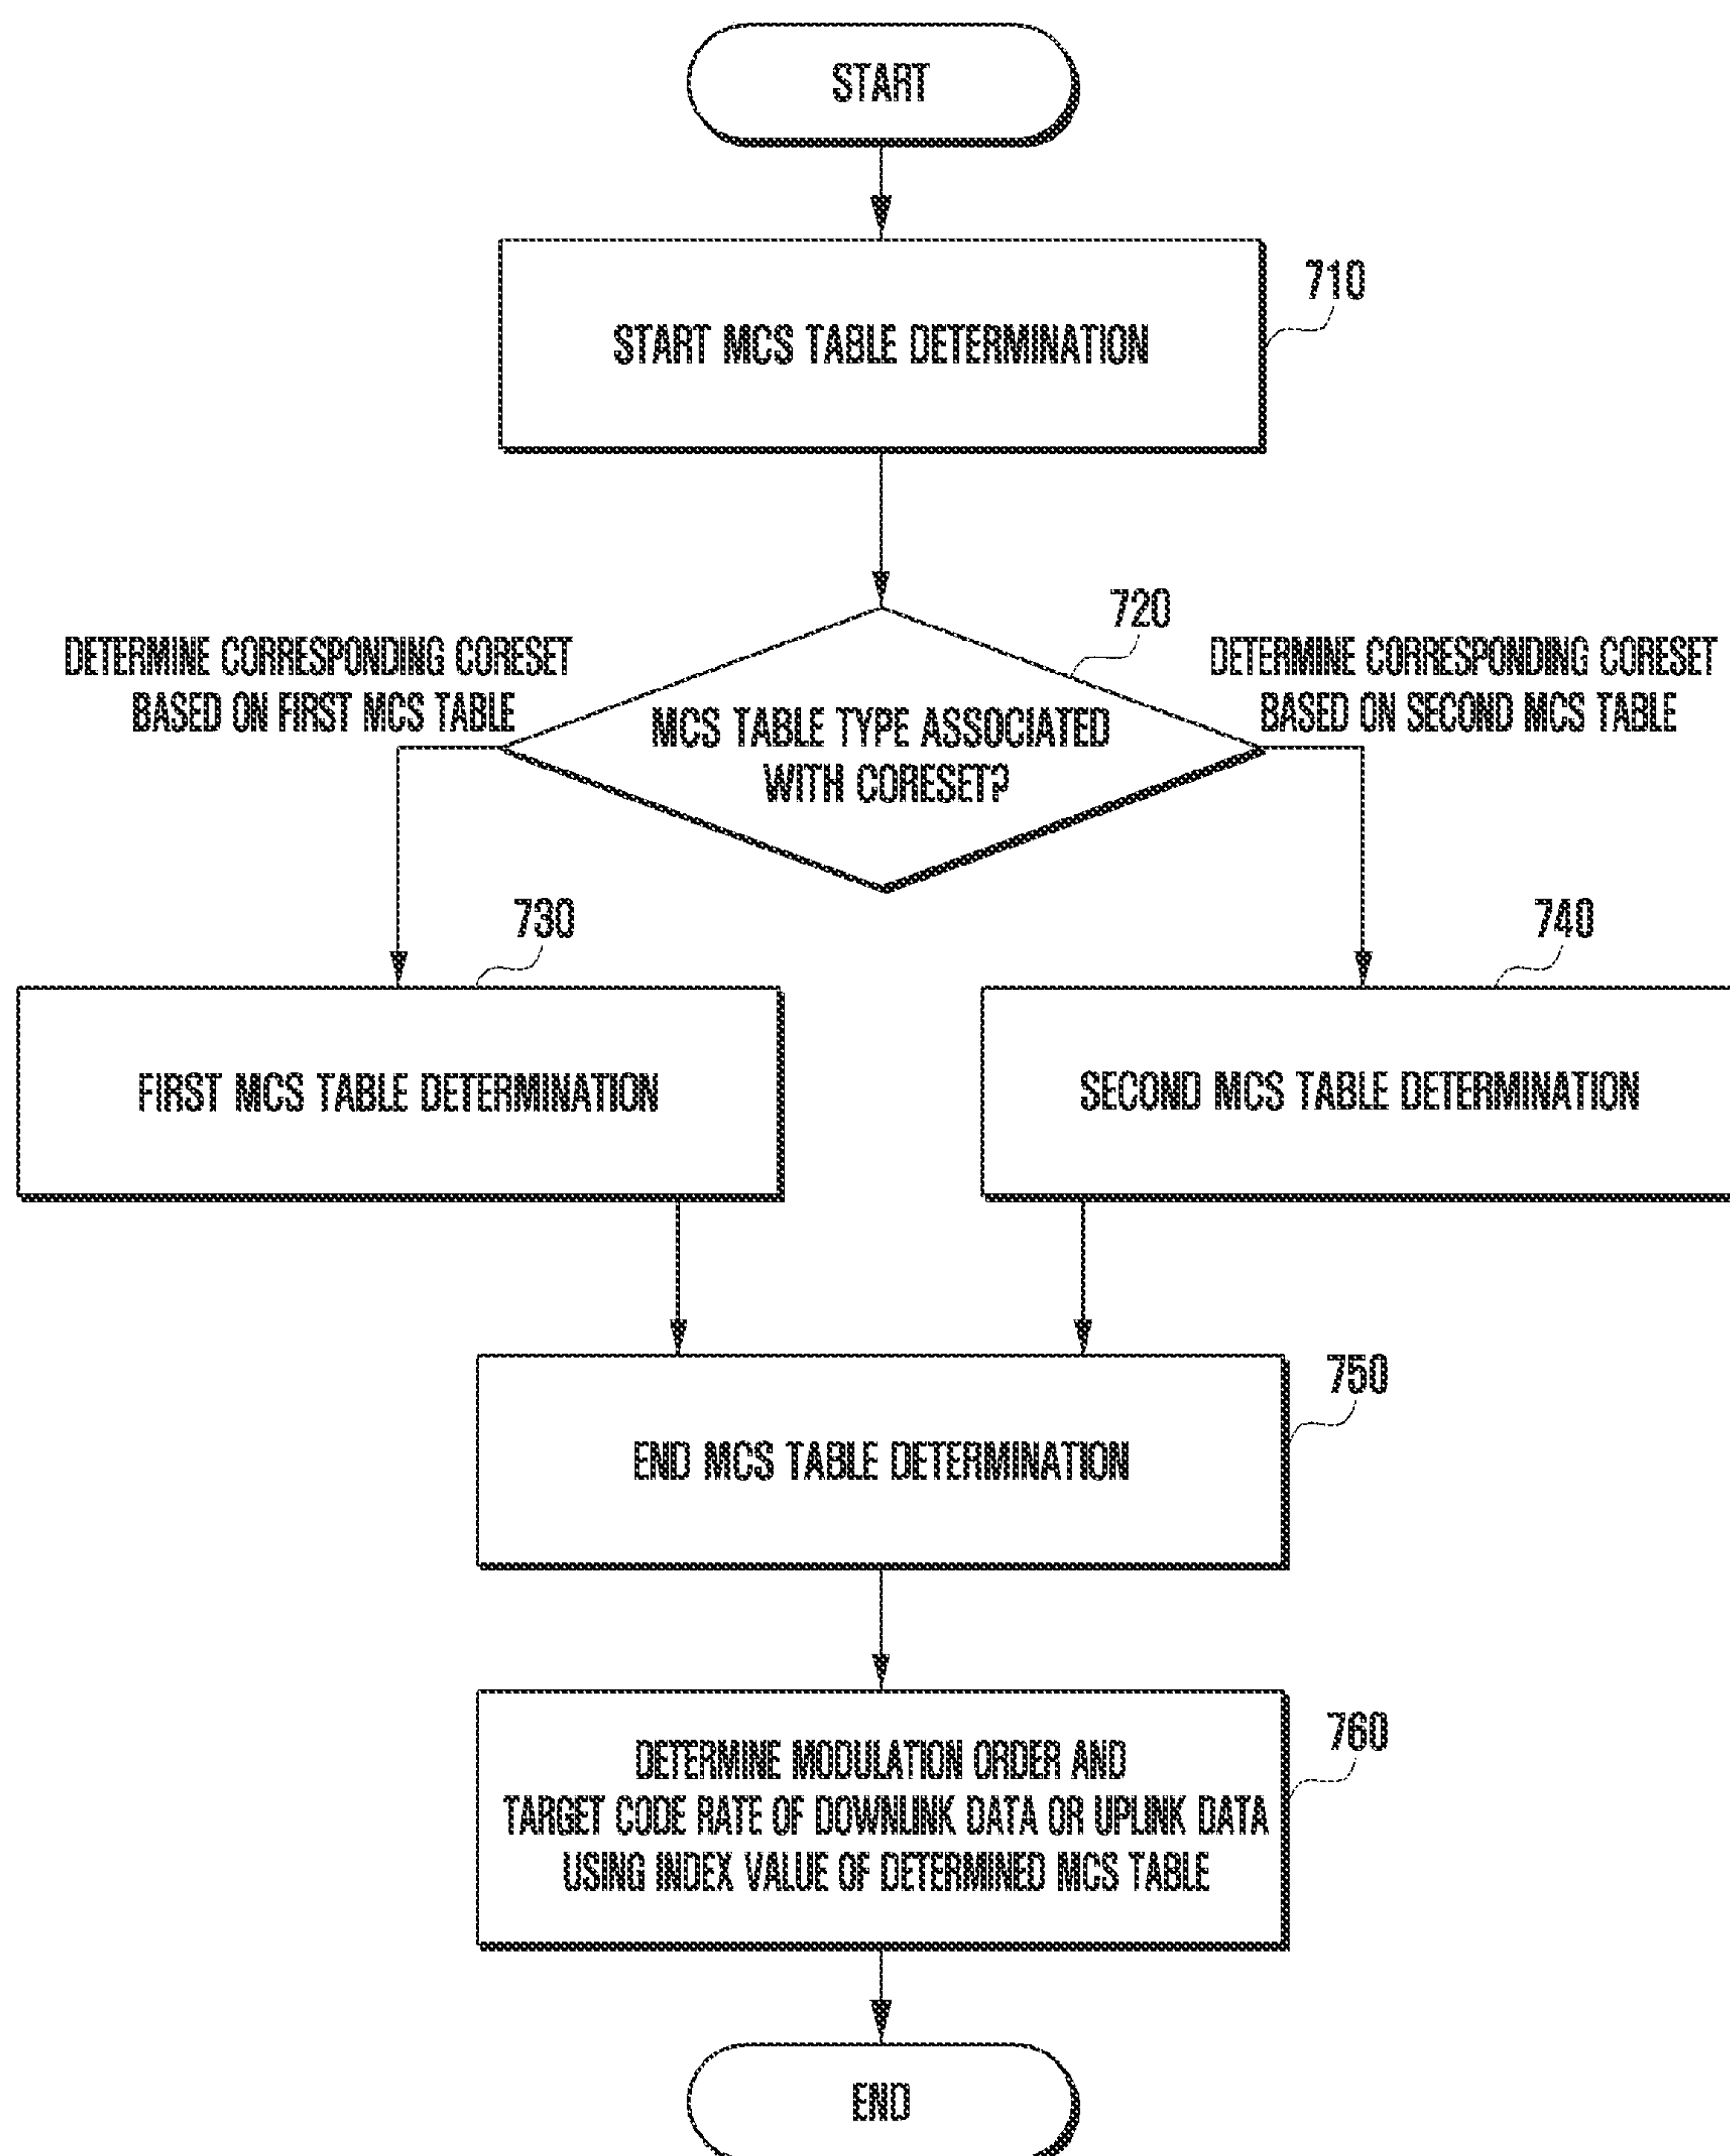 START
710
START MCS TABLE DETERMINATION
720
DETERMINE CORRESPONDING CORESET
BASED ON FIRST MCS TABLE
MCS TABLE TYPE ASSOCIATED
WITH CORESET?
DETERMINE CORRESPONDING CORESET
BASED ON SECOND MCS TABLE
730
740
FIRST MCS TABLE DETERMINATION
SECOND MCS TABLE DETERMINATION
750
END MCS TABLE DETERMINATION
760
DETERMINE MODULATION ORDER AND
TARGET CODE RATE OF DOWNLINK DATA OR UPLINK DATA
USING INDEX VALUE OF DETERMINED MCS TABLE
END